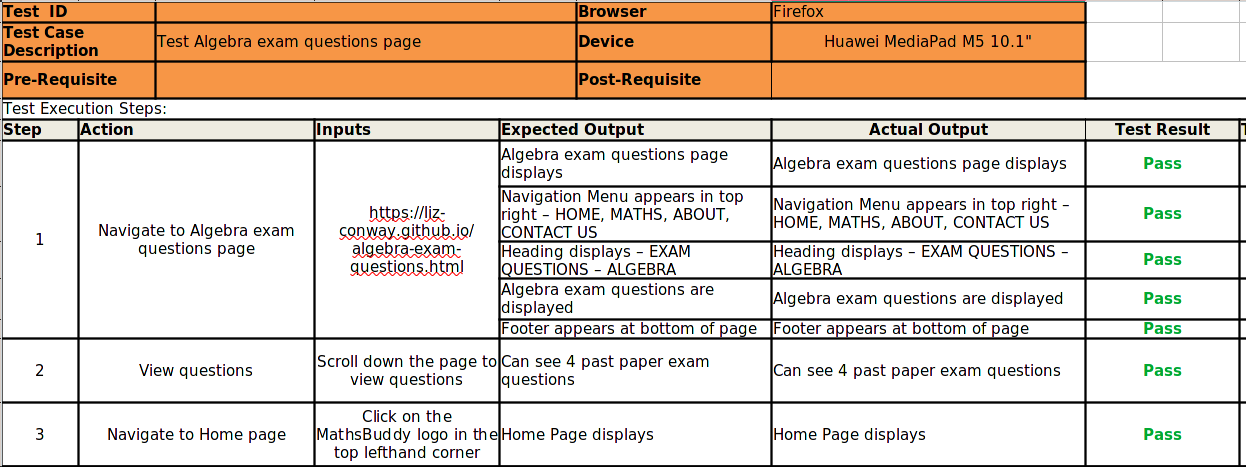 Test  ID
Browser
Firefox
Test Case
Description
Test Algebra exam questions page
Device
Huawei MediaPad M5 10.1"
Pre-Requisite
Post-Requisite
Test Execution Steps:
Step
Action
Inputs
Expected Output
Actual Output
Test Result
1
Navigate to Algebra exam
questions page
https://liz-
conway.github.io/
algebra-exam-
questions.html
Algebra exam questions page
displays
Algebra exam questions page displays
Pass
Navigation Menu appears in top
right – HOME, MATHS, ABOUT,
CONTACT US
Navigation Menu appears in top right –
HOME, MATHS, ABOUT, CONTACT US
Pass
Heading displays – EXAM
QUESTIONS – ALGEBRA
Heading displays – EXAM QUESTIONS –
ALGEBRA
Pass
Algebra exam questions are
displayed
Algebra exam questions are displayed
Pass
Footer appears at bottom of page
Footer appears at bottom of page
Pass
2
View questions
Scroll down the page to
view questions
Can see 4 past paper exam
questions
Can see 4 past paper exam questions
Pass
3
Navigate to Home page
Click on the
MathsBuddy logo in the
top lefthand corner
Home Page displays
Home Page displays
Pass